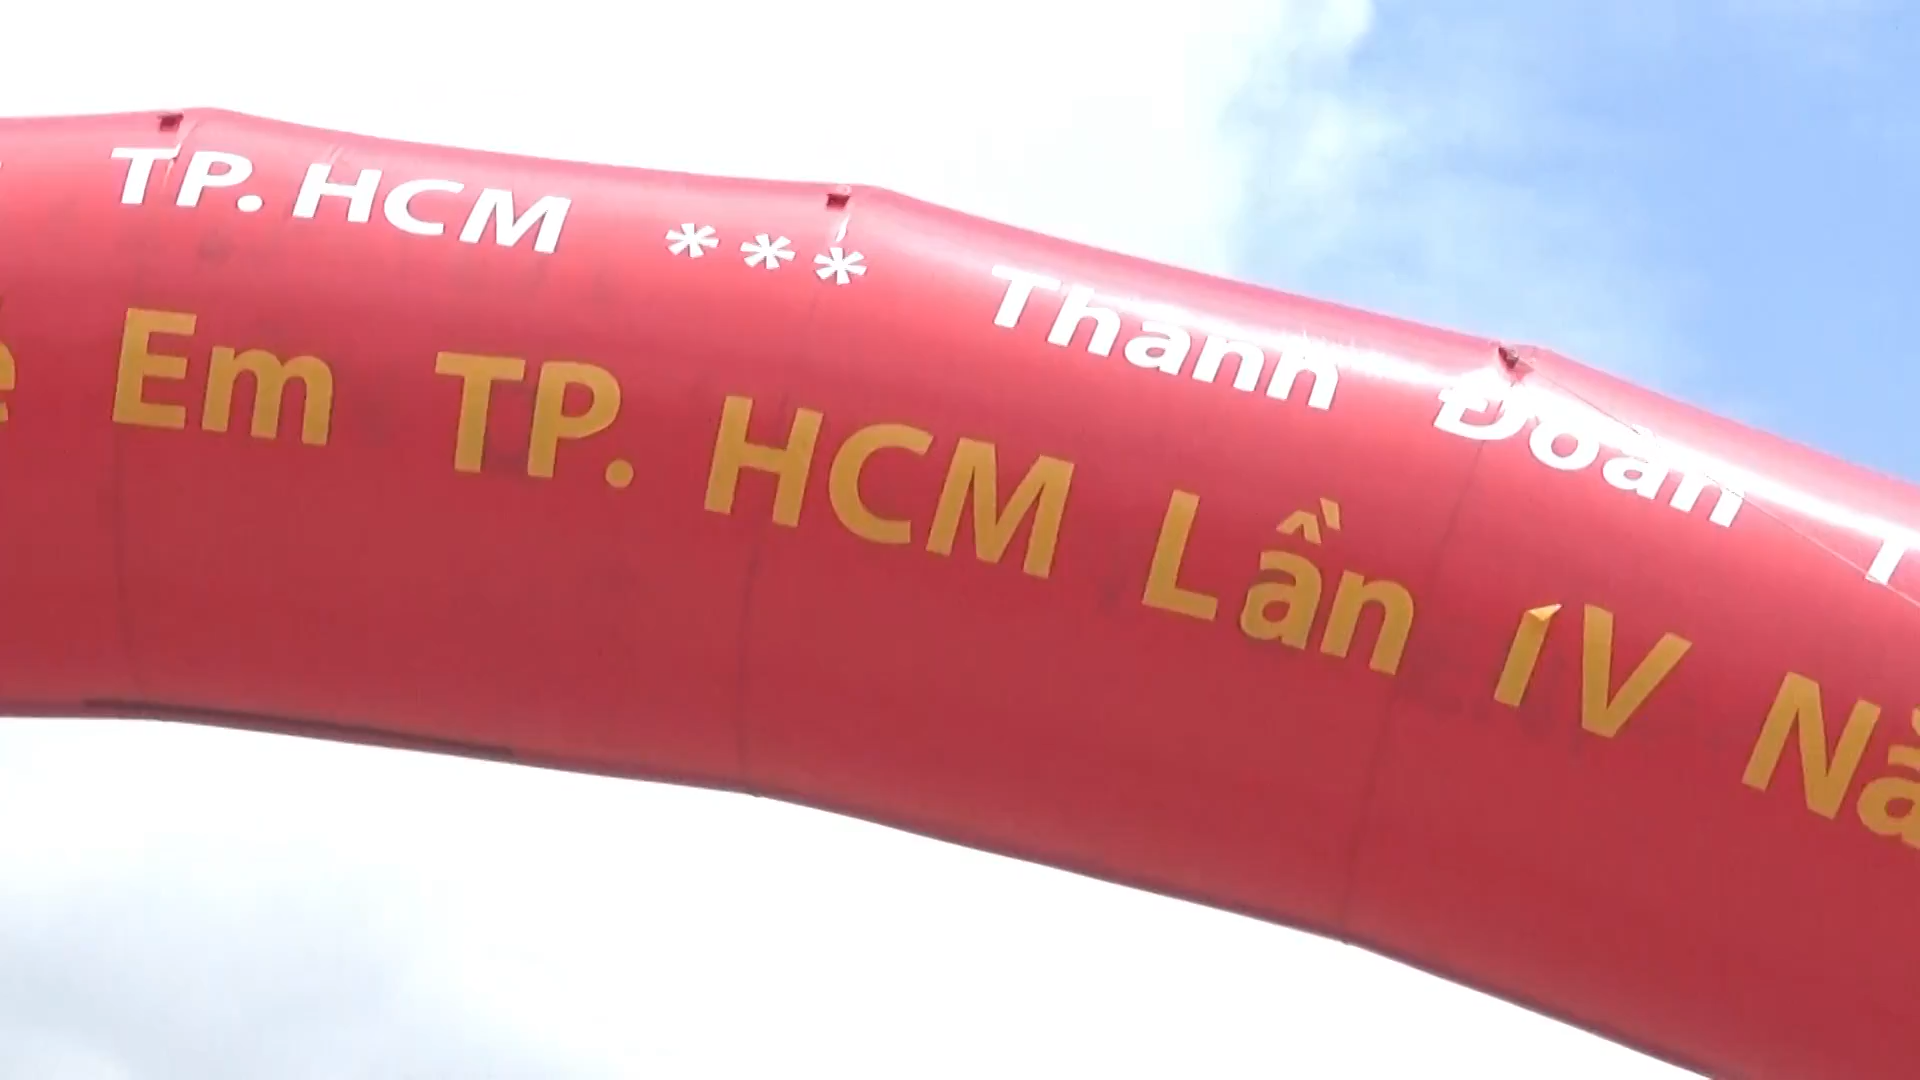 TP. HCM *** Thanh Đoàn
Em TP. HCM Lần IV